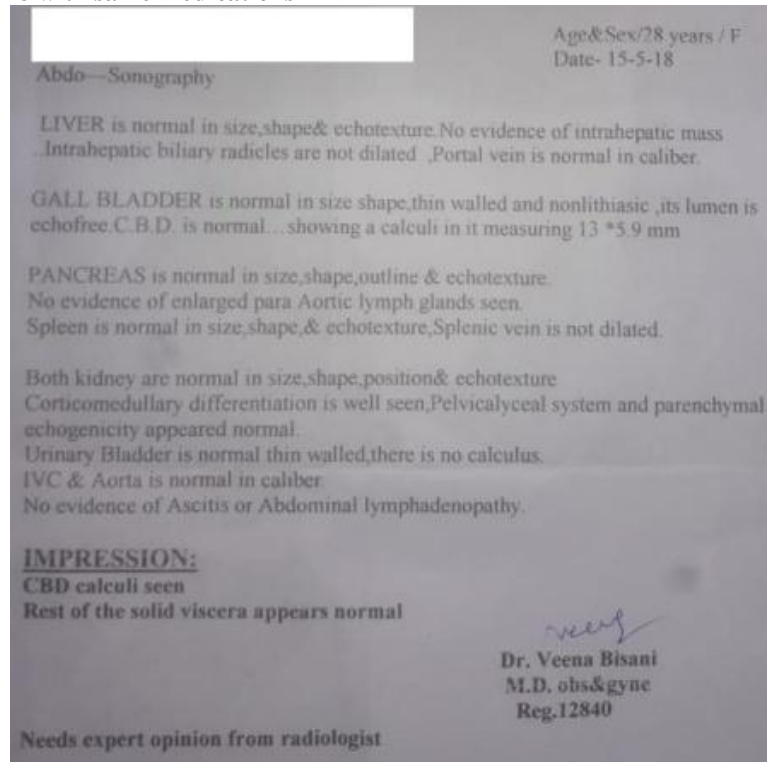 Age&Sex/28 years / F
Date- 15-5-18
Abdo—Sonography
LIVER is normal in size,shape& echotexture.No evidence of intrahepatic mass
.Intrahepatic biliary radicles are not dilated ,Portal vein is normal in caliber.
GALL BLADDER is normal in size shape,thin walled and nonlithiasic ,its lumen is
echofree.C.B.D. is normal...showing a calculi in it measuring 13 *5.9 mm
PANCREAS is normal in size,shape,outline & echotexture.
No evidence of enlarged para Aortic lymph glands seen.
Spleen is normal in size,shape,& echotexture,Splenic vein is not dilated.
Both kidney are normal in size,shape,position& echotexture
Corticomedullary differentiation is well seen,Pelvicalyceal system and parenchymal
echogenicity appeared normal.
Urinary Bladder is normal thin walled,there is no calculus.
IVC & Aorta is normal in caliber.
No evidence of Ascitis or Abdominal lymphadenopathy.
IMPRESSION:
CBD calculi seen
Rest of the solid viscera appears normal
Dr. Veena Bisani
M.D. obs&gyne
Reg.12840
Needs expert opinion from radiologist